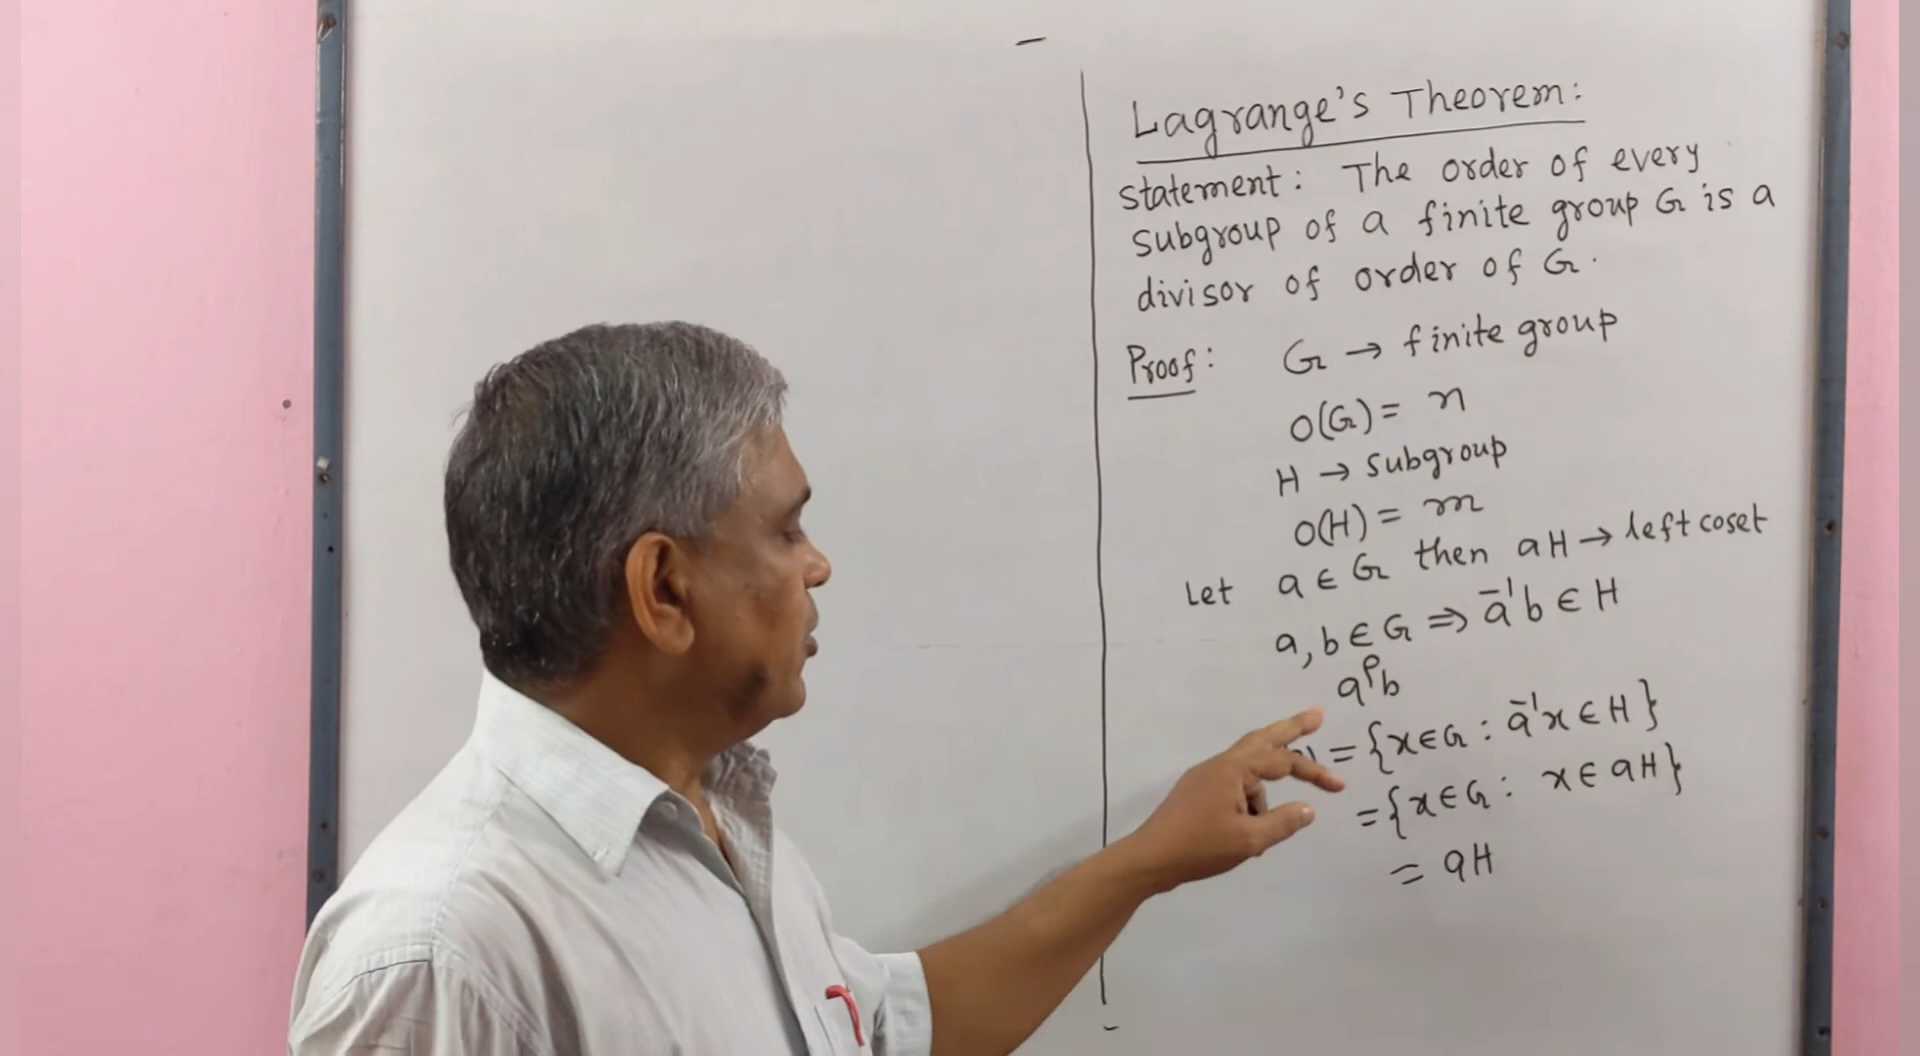 Lagrange's Theorem:
Statement: The order of every
subgroup of a finite group G is a
divisor of order of G.
Proof: G → finite group
O(G) = n
H → subgroup
O(H) = m
Let a ∈ G then aH → left coset
a, b ∈ G ⇒ a⁻¹b ∈ H
aρb
= {x ∈ G : a⁻¹x ∈ H}
= {x ∈ G : x ∈ aH}
= aH